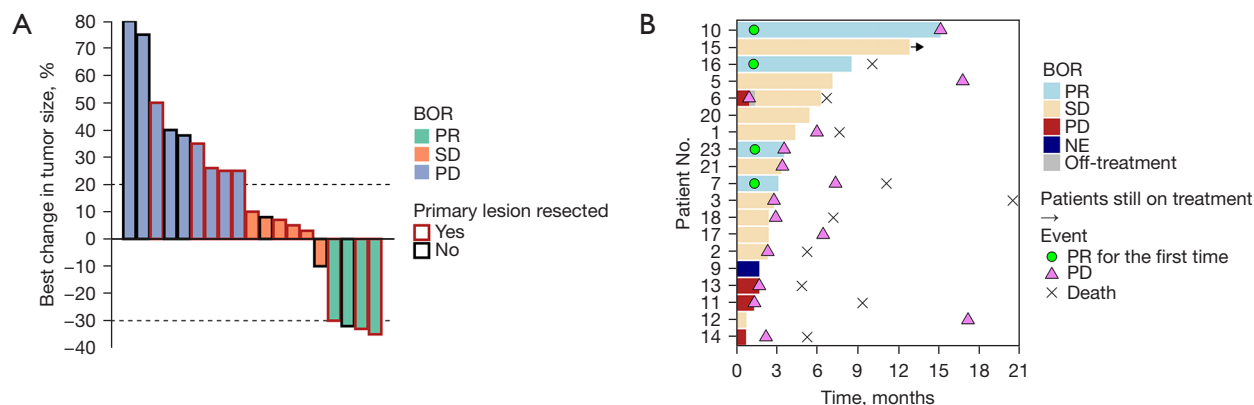 A
Best change in tumor size, %
80
70
60
50
40
30
20
10
0
−10
−20
−30
−40
BOR
PR
SD
PD
Primary lesion resected
Yes
No
B
Patient No.
10
15
16
5
6
20
1
23
21
7
3
18
17
2
9
13
11
12
14
0 3 6 9 12 15 18 21
Time, months
BOR
PR
SD
PD
NE
Off-treatment
Patients still on treatment
→
Event
PR for the first time
PD
Death